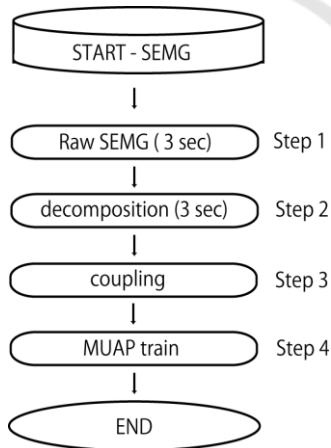 START - SEMG
Raw SEMG ( 3 sec) Step 1
decomposition (3 sec) Step 2
coupling Step 3
MUAP train Step 4
END